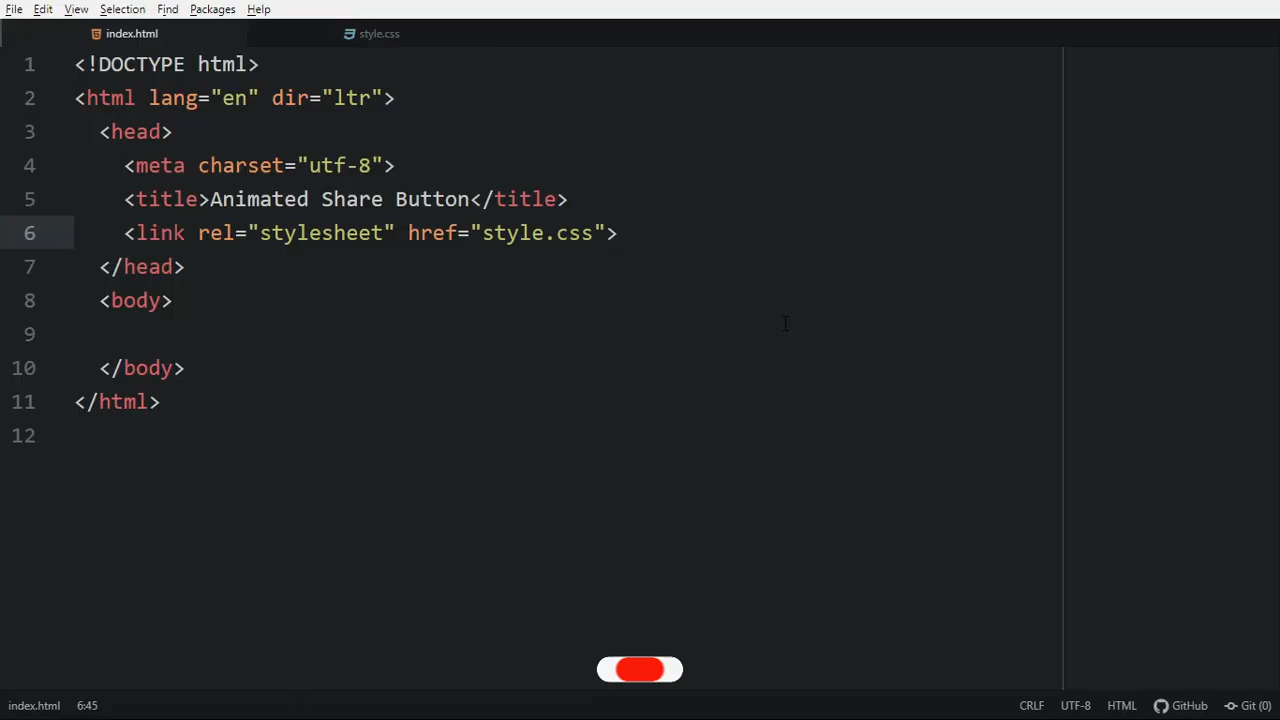 File Edit View Selection Find Packages Help
index.html style.css
1 <!DOCTYPE html>
2 <html lang="en" dir="ltr">
3 <head>
4 <meta charset="utf-8">
5 <title>Animated Share Button</title>
6 <link rel="stylesheet" href="style.css">
7 </head>
8 <body>
9
10 </body>
11 </html>
12
index.html 6:45 CRLF UTF-8 HTML GitHub Git (0)